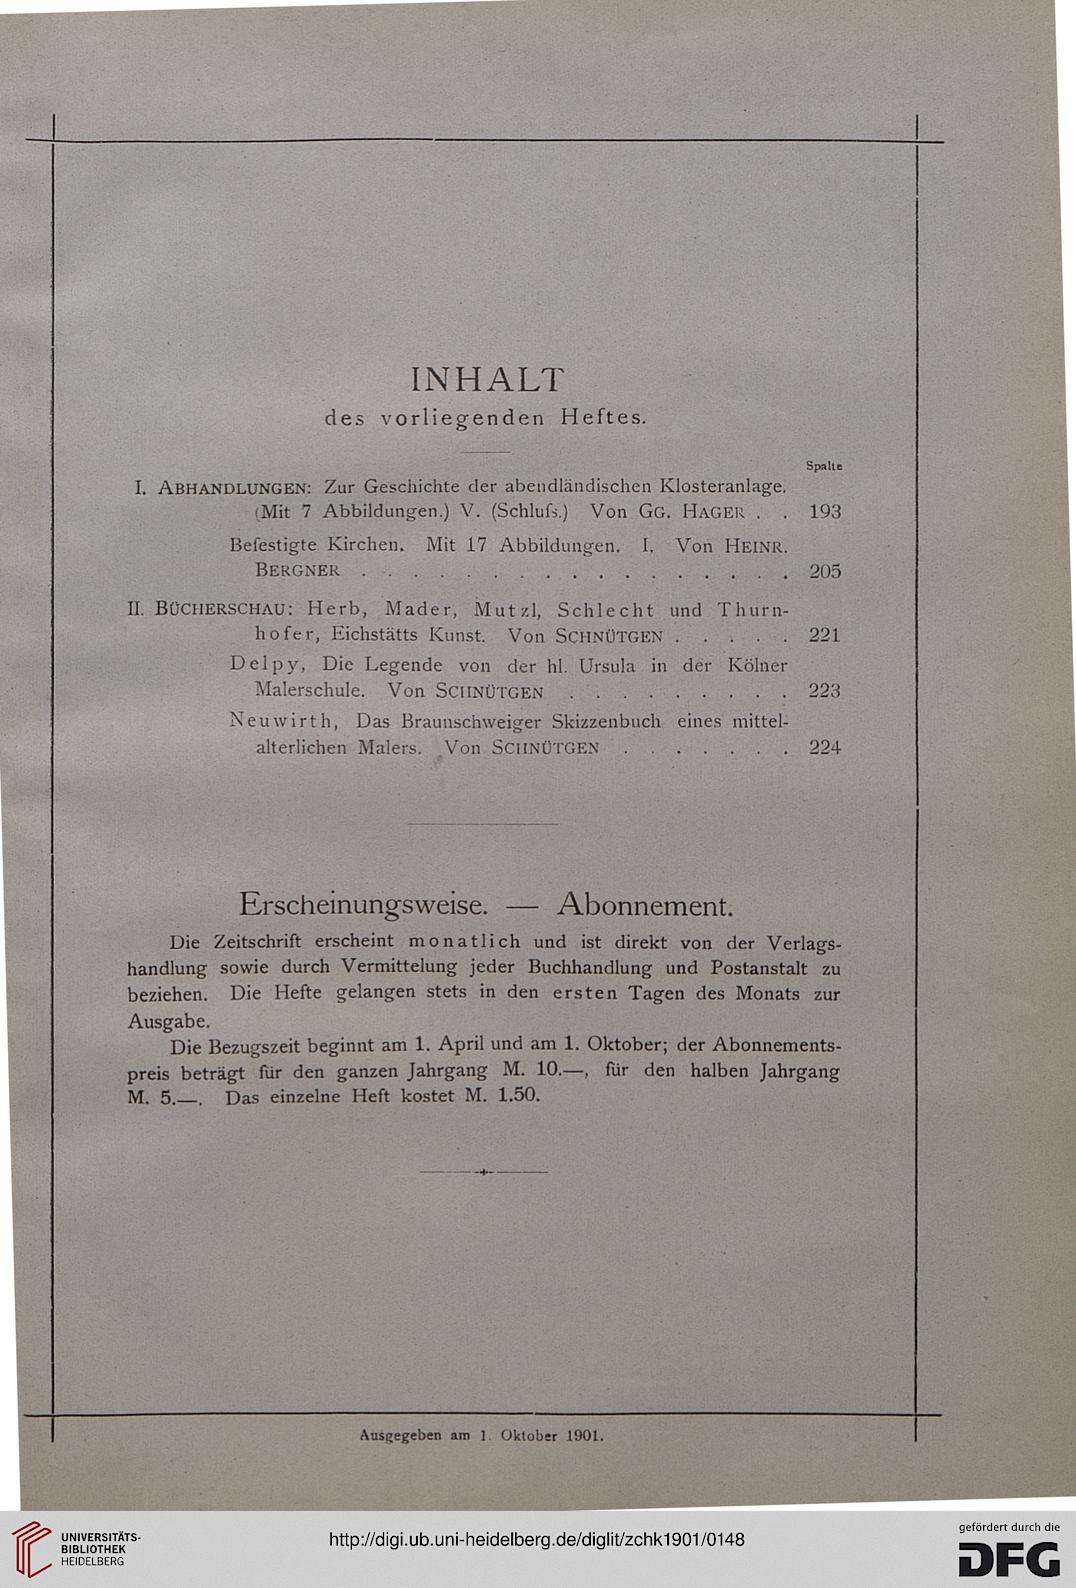 INHALT
des vorliegenden Heftes.
Spalte
I. ABHANDLUNGEN: Zur Geschichte der abendländischen Klosteranlage.
(Mit 7 Abbildungen.) V. (Schluſs.) Von GG. HAGER . . 193
Befestigte Kirchen. Mit 17 Abbildungen. I. Von HEINR.
BERGNER . . . . . . . . . . . . . . . . . 205
II. BÜCHERSCHAU: Herb, Mader, Mutzl, Schlecht und Thurn-
hofer, Eichstätts Kunst. Von SCHNÜTGEN . . . . . 221
Delpy, Die Legende von der hl. Ursula in der Kölner
Malerschule. Von SCHNÜTGEN . . . . . . . . . 223
Neuwirth, Das Braunschweiger Skizzenbuch eines mittel-
alterlichen Malers. Von SCHNÜTGEN . . . . . . . 224
Erscheinungsweise. — Abonnement.
Die Zeitschrift erscheint monatlich und ist direkt von der Verlags-
handlung sowie durch Vermittelung jeder Buchhandlung und Postanstalt zu
beziehen. Die Hefte gelangen stets in den ersten Tagen des Monats zur
Ausgabe.
Die Bezugszeit beginnt am 1. April und am 1. Oktober; der Abonnements-
preis beträgt für den ganzen Jahrgang M. 10.—, für den halben Jahrgang
M. 5.—. Das einzelne Heft kostet M. 1.50.
Ausgegeben am 1. Oktober 1901.
UNIVERSITÄTS-
BIBLIOTHEK
HEIDELBERG
http://digi.ub.uni-heidelberg.de/diglit/zchk1901/0148
gefördert durch die
DFG